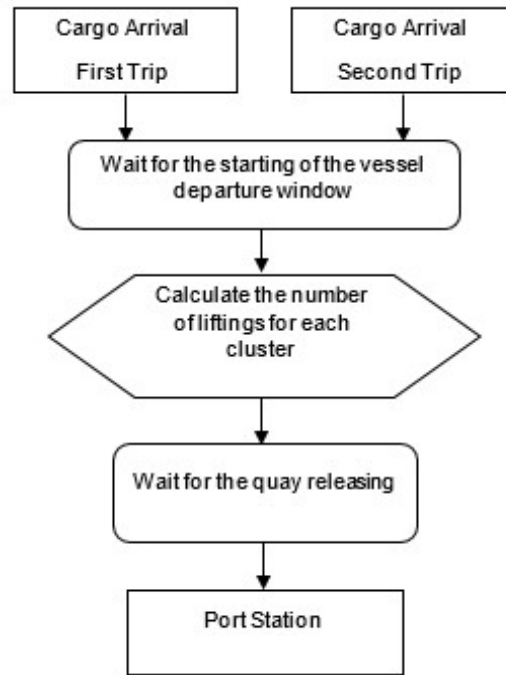 Cargo Arrival
First Trip
Cargo Arrival
Second Trip
Wait for the starting of the vessel
departure window
Calculate the number
of liftings for each
cluster
Wait for the quay releasing
Port Station